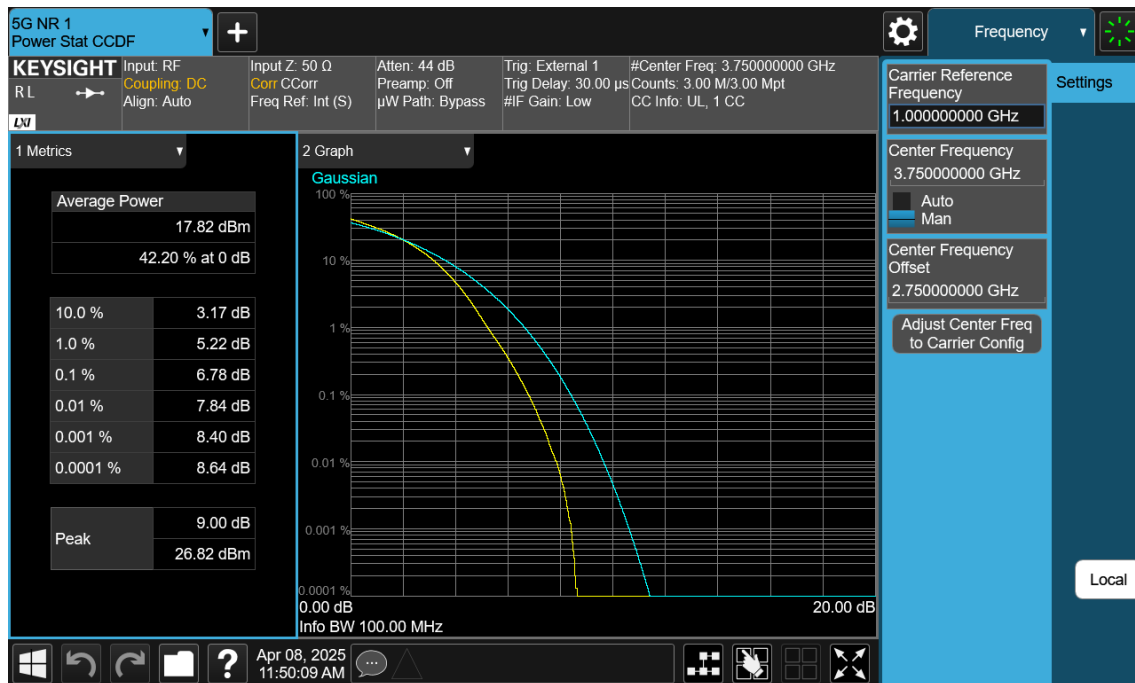 5G NR 1
Power Stat CCDF
+
Frequency
KEYSIGHT
R L
LXI
Input: RF
Coupling: DC
Align: Auto
Input Z: 50 Ω
Corr CCorr
Freq Ref: Int (S)
Atten: 44 dB
Preamp: Off
µW Path: Bypass
Trig: External 1
Trig Delay: 30.00 µs
#IF Gain: Low
#Center Freq: 3.750000000 GHz
Counts: 3.00 M/3.00 Mpt
CC Info: UL, 1 CC
1 Metrics
Average Power
17.82 dBm
42.20 % at 0 dB
10.0 % 3.17 dB
1.0 % 5.22 dB
0.1 % 6.78 dB
0.01 % 7.84 dB
0.001 % 8.40 dB
0.0001 % 8.64 dB
Peak
9.00 dB
26.82 dBm
2 Graph
Gaussian
100 %
10 %
1 %
0.1 %
0.01 %
0.001 %
0.0001 %
0.00 dB 20.00 dB
Info BW 100.00 MHz
Carrier Reference
Frequency
1.000000000 GHz
Center Frequency
3.750000000 GHz
Auto
Man
Center Frequency
Offset
2.750000000 GHz
Adjust Center Freq
to Carrier Config
Settings
Local
?
Apr 08, 2025
11:50:09 AM